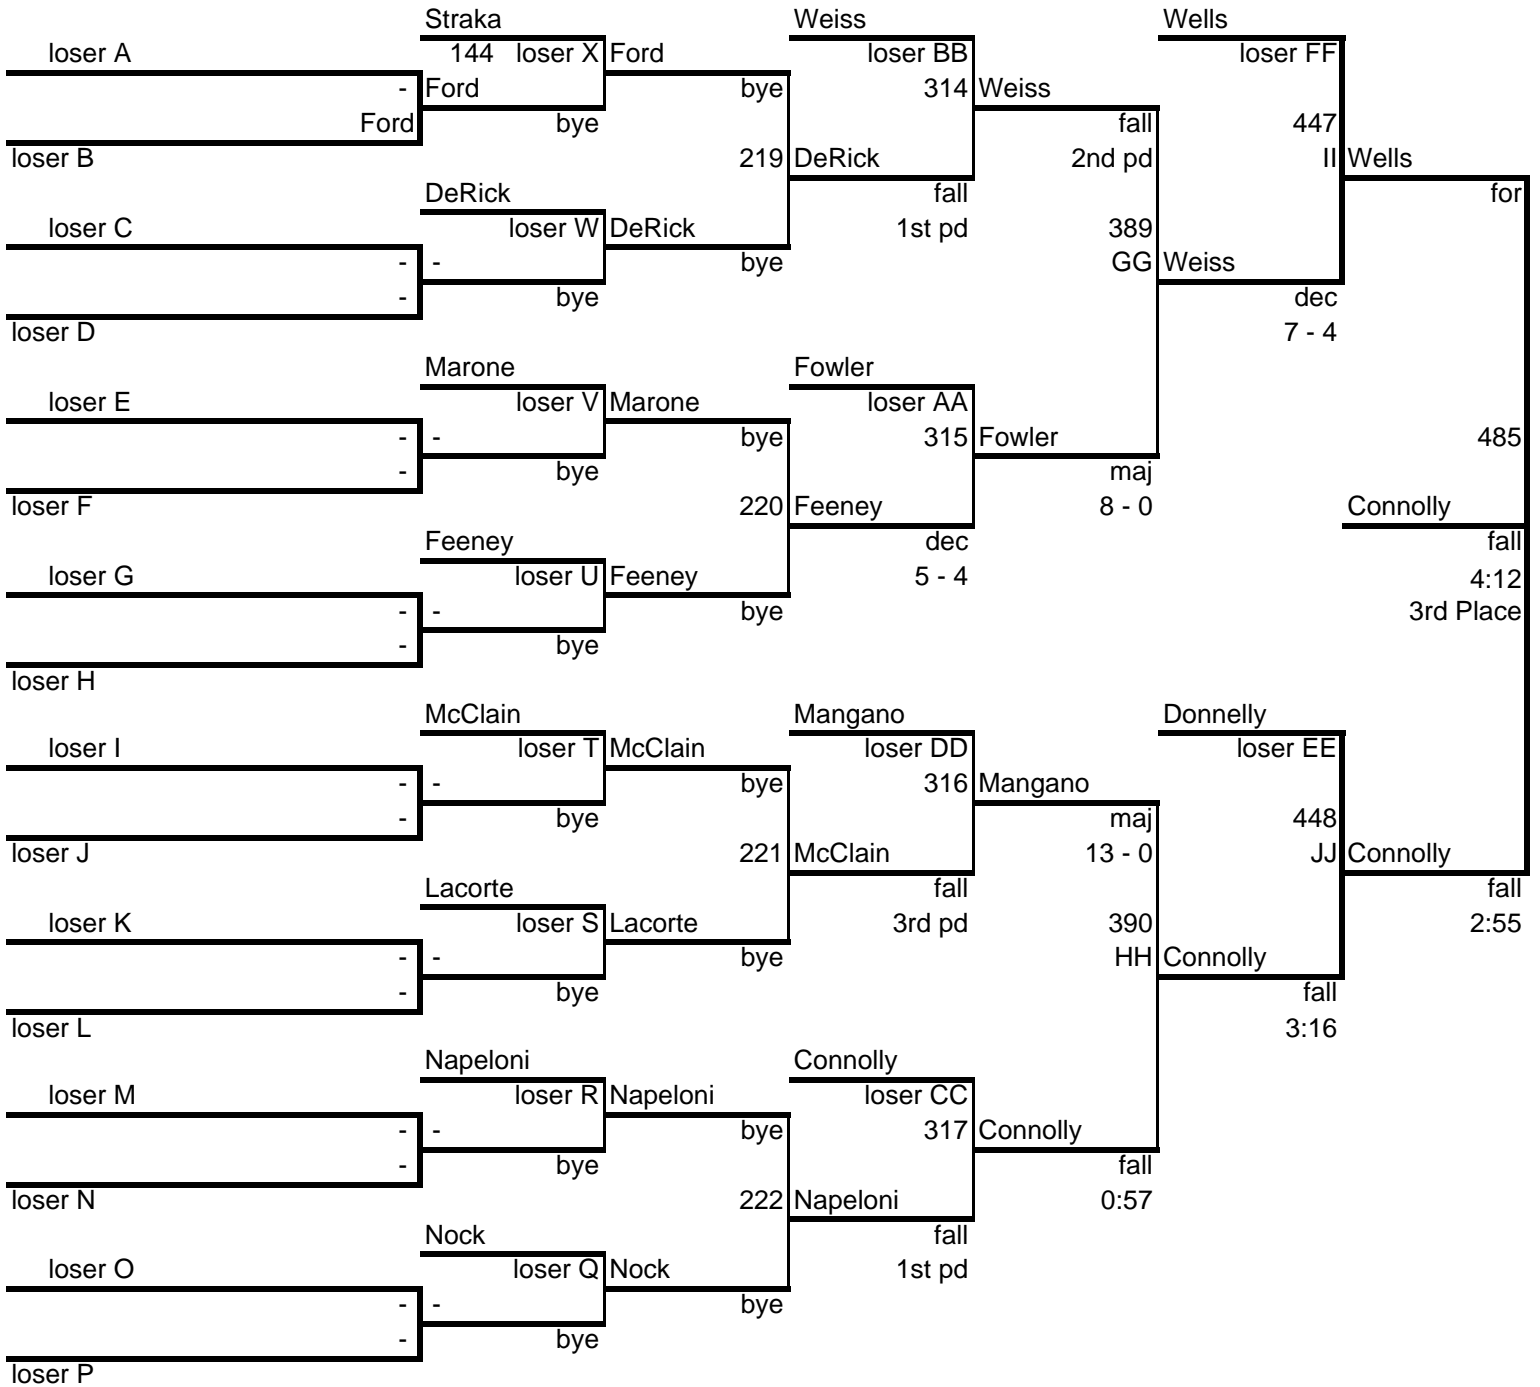 Straka Weiss Wells
loser A 144 loser X Ford loser BB loser FF
- Ford bye 314 Weiss
Ford bye fall 447
loser B 219 DeRick 2nd pd II Wells
DeRick fall for
loser C loser W DeRick 1st pd 389
- - bye GG Weiss
- bye dec
loser D 7 - 4
Marone Fowler
loser E loser V Marone loser AA
- - bye 315 Fowler 485
- bye maj
loser F 220 Feeney 8 - 0 Connolly
Feeney dec fall
loser G loser U Feeney 5 - 4 4:12
- - bye 3rd Place
- bye
loser H
McClain Mangano Donnelly
loser I loser T McClain loser DD loser EE
- - bye 316 Mangano
- bye maj 448
loser J 221 McClain 13 - 0 JJ Connolly
Lacorte fall fall
loser K loser S Lacorte 3rd pd 390 2:55
- - bye HH Connolly
- bye fall
loser L 3:16
Napeloni Connolly
loser M loser R Napeloni loser CC
- - bye 317 Connolly
- bye fall
loser N 222 Napeloni 0:57
Nock fall
loser O loser Q Nock 1st pd
- - bye
- bye
loser P